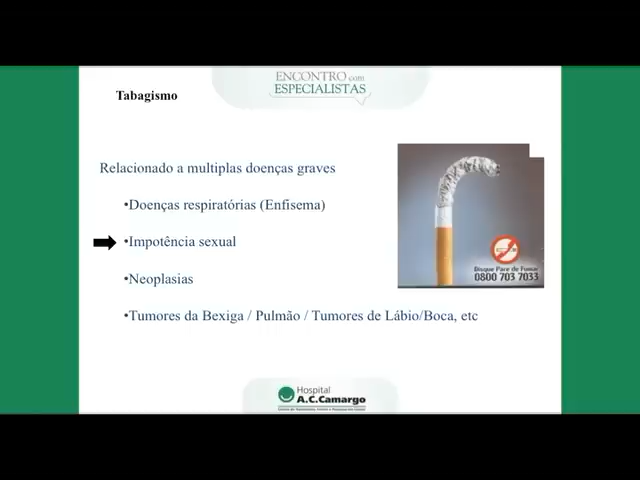 ENCONTRO com
ESPECIALISTAS
Tabagismo
Relacionado a multiplas doenças graves
•Doenças respiratórias (Enfisema)
•Impotência sexual
•Neoplasias
•Tumores da Bexiga / Pulmão / Tumores de Lábio/Boca, etc
Disque Pare de Fumar
0800 703 7033
Hospital
A.C.Camargo